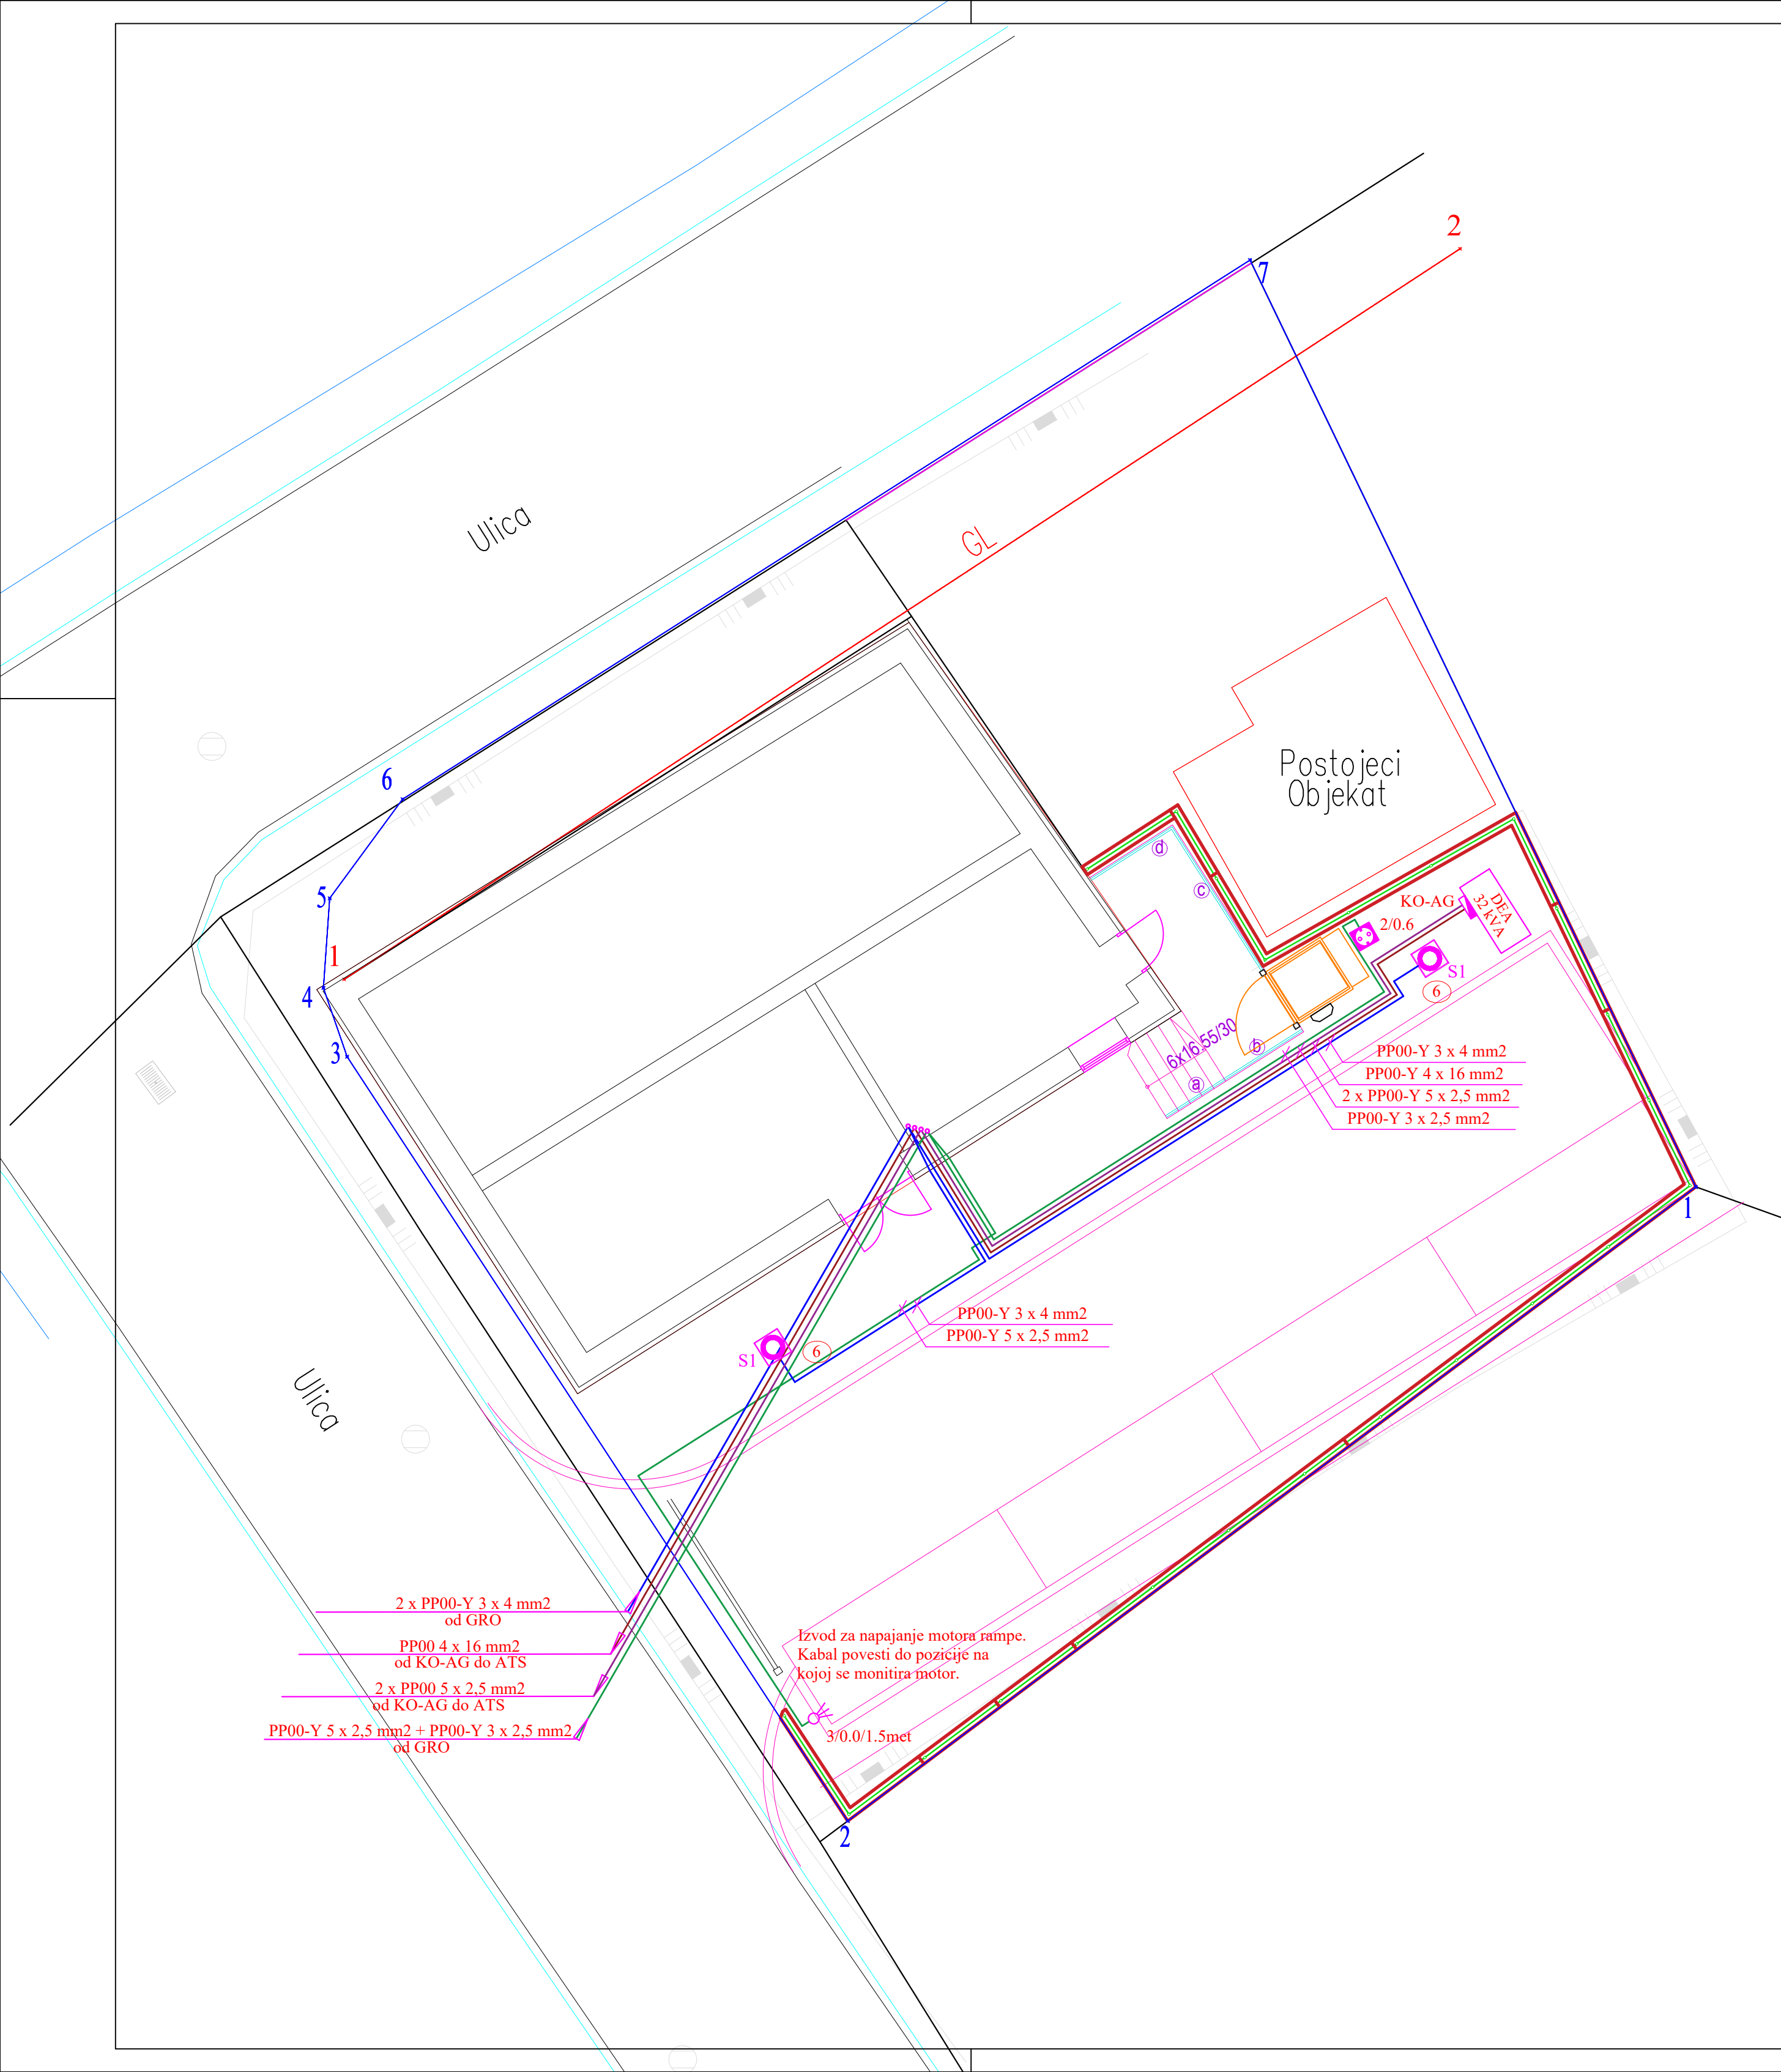 2
7
GL
Ulica
Postojeci
Objekat
6
5
1
4
3
d
c
KO-AG
2/0.6
DEA
32 kVA
S1
6
6x16.55/30
b
a
PP00-Y 3 x 4 mm2
PP00-Y 4 x 16 mm2
2 x PP00-Y 5 x 2,5 mm2
PP00-Y 3 x 2,5 mm2
1
PP00-Y 3 x 4 mm2
PP00-Y 5 x 2,5 mm2
S1
6
Ulica
2 x PP00-Y 3 x 4 mm2
od GRO
PP00 4 x 16 mm2
od KO-AG do ATS
2 x PP00 5 x 2,5 mm2
od KO-AG do ATS
PP00-Y 5 x 2,5 mm2 + PP00-Y 3 x 2,5 mm2
od GRO
Izvod za napajanje motora rampe.
Kabal povesti do pozicije na
kojoj se monitira motor.
3/0.0/1.5met
2